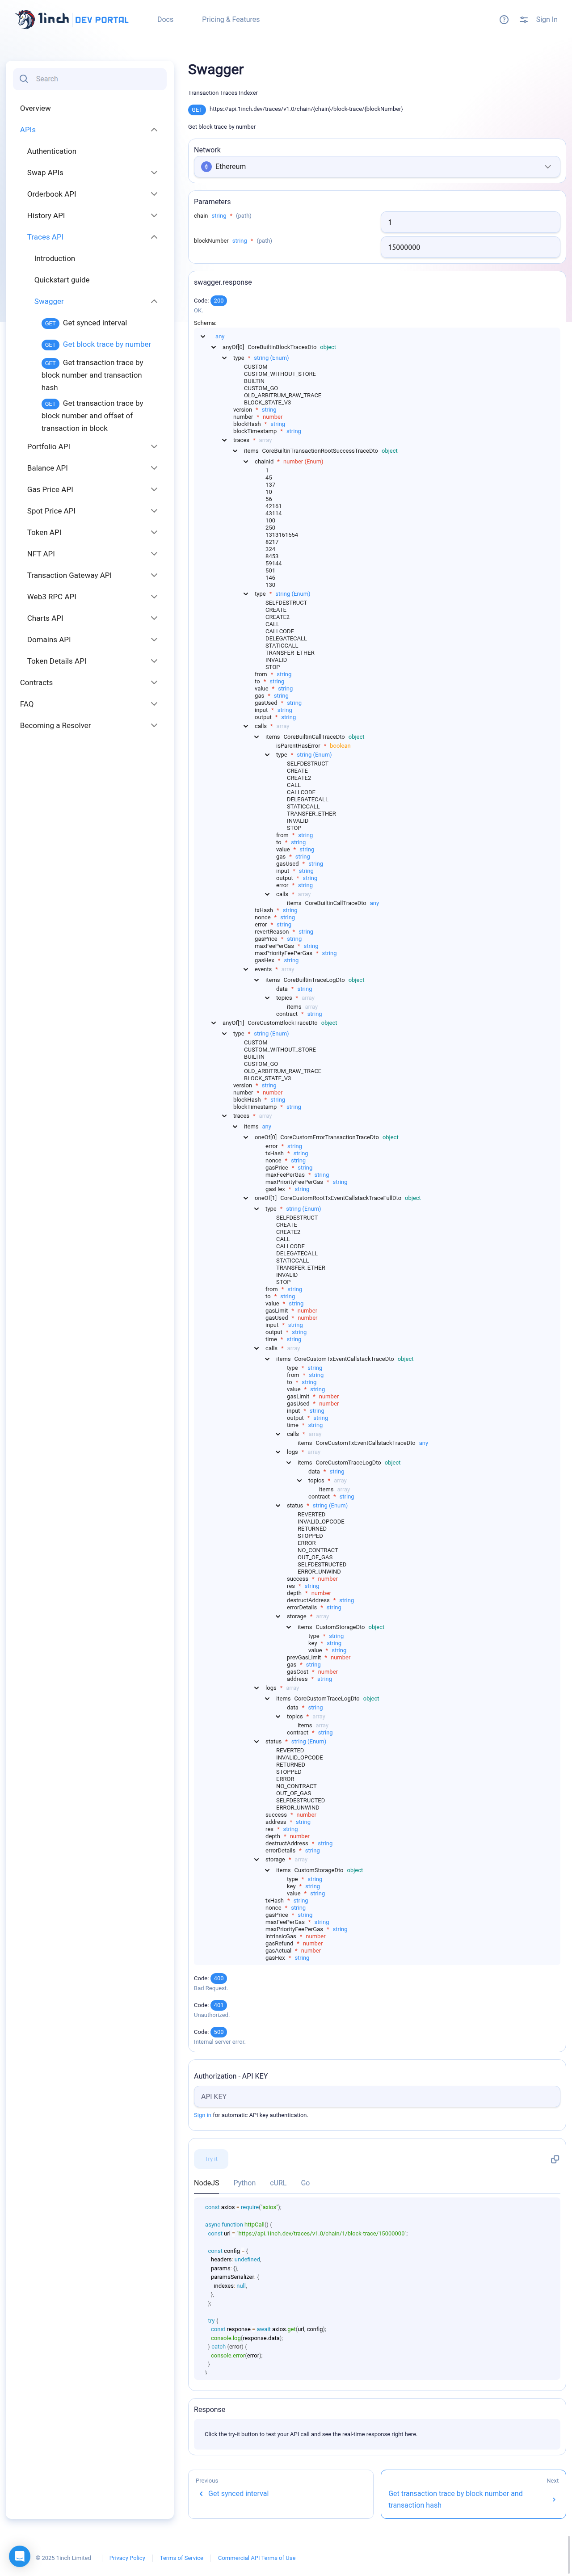 1inch DEV PORTAL
Docs
Pricing & Features
Sign In
Search
Overview
APIs
Authentication
Swap APIs
Orderbook API
History API
Traces API
Introduction
Quickstart guide
Swagger
GET Get synced interval
GET Get block trace by number
GET Get transaction trace by
block number and transaction
hash
GET Get transaction trace by
block number and offset of
transaction in block
Portfolio API
Balance API
Gas Price API
Spot Price API
Token API
NFT API
Transaction Gateway API
Web3 RPC API
Charts API
Domains API
Token Details API
Contracts
FAQ
Becoming a Resolver
Swagger
Transaction Traces Indexer
GET https://api.1inch.dev/traces/v1.0/chain/{chain}/block-trace/{blockNumber}
Get block trace by number
Network
Ethereum
Parameters
chain string * (path)
1
blockNumber string * (path)
15000000
swagger.response
Code: 200
OK.
Schema:
any
anyOf[0] CoreBuiltinBlockTracesDto object
type * string (Enum)
CUSTOM
CUSTOM_WITHOUT_STORE
BUILTIN
CUSTOM_GO
OLD_ARBITRUM_RAW_TRACE
BLOCK_STATE_V3
version * string
number * number
blockHash * string
blockTimestamp * string
traces * array
items CoreBuiltinTransactionRootSuccessTraceDto object
chainId * number (Enum)
1
45
137
10
56
42161
43114
100
250
1313161554
8217
324
8453
59144
501
146
130
type * string (Enum)
SELFDESTRUCT
CREATE
CREATE2
CALL
CALLCODE
DELEGATECALL
STATICCALL
TRANSFER_ETHER
INVALID
STOP
from * string
to * string
value * string
gas * string
gasUsed * string
input * string
output * string
calls * array
items CoreBuiltinCallTraceDto object
isParentHasError * boolean
type * string (Enum)
SELFDESTRUCT
CREATE
CREATE2
CALL
CALLCODE
DELEGATECALL
STATICCALL
TRANSFER_ETHER
INVALID
STOP
from * string
to * string
value * string
gas * string
gasUsed * string
input * string
output * string
error * string
calls * array
items CoreBuiltinCallTraceDto any
txHash * string
nonce * string
error * string
revertReason * string
gasPrice * string
maxFeePerGas * string
maxPriorityFeePerGas * string
gasHex * string
events * array
items CoreBuiltinTraceLogDto object
data * string
topics * array
items array
contract * string
anyOf[1] CoreCustomBlockTraceDto object
type * string (Enum)
CUSTOM
CUSTOM_WITHOUT_STORE
BUILTIN
CUSTOM_GO
OLD_ARBITRUM_RAW_TRACE
BLOCK_STATE_V3
version * string
number * number
blockHash * string
blockTimestamp * string
traces * array
items any
oneOf[0] CoreCustomErrorTransactionTraceDto object
error * string
txHash * string
nonce * string
gasPrice * string
maxFeePerGas * string
maxPriorityFeePerGas * string
gasHex * string
oneOf[1] CoreCustomRootTxEventCallstackTraceFullDto object
type * string (Enum)
SELFDESTRUCT
CREATE
CREATE2
CALL
CALLCODE
DELEGATECALL
STATICCALL
TRANSFER_ETHER
INVALID
STOP
from * string
to * string
value * string
gasLimit * number
gasUsed * number
input * string
output * string
time * string
calls * array
items CoreCustomTxEventCallstackTraceDto object
type * string
from * string
to * string
value * string
gasLimit * number
gasUsed * number
input * string
output * string
time * string
calls * array
items CoreCustomTxEventCallstackTraceDto any
logs * array
items CoreCustomTraceLogDto object
data * string
topics * array
items array
contract * string
status * string (Enum)
REVERTED
INVALID_OPCODE
RETURNED
STOPPED
ERROR
NO_CONTRACT
OUT_OF_GAS
SELFDESTRUCTED
ERROR_UNWIND
success * number
res * string
depth * number
destructAddress * string
errorDetails * string
storage * array
items CustomStorageDto object
type * string
key * string
value * string
prevGasLimit * number
gas * string
gasCost * number
address * string
logs * array
items CoreCustomTraceLogDto object
data * string
topics * array
items array
contract * string
status * string (Enum)
REVERTED
INVALID_OPCODE
RETURNED
STOPPED
ERROR
NO_CONTRACT
OUT_OF_GAS
SELFDESTRUCTED
ERROR_UNWIND
success * number
address * string
res * string
depth * number
destructAddress * string
errorDetails * string
storage * array
items CustomStorageDto object
type * string
key * string
value * string
txHash * string
nonce * string
gasPrice * string
maxFeePerGas * string
maxPriorityFeePerGas * string
intrinsicGas * number
gasRefund * number
gasActual * number
gasHex * string
Code: 400
Bad Request.
Code: 401
Unauthorized.
Code: 500
Internal server error.
Authorization - API KEY
API KEY
Sign in for automatic API key authentication.
Try it
NodeJS Python cURL Go
const axios = require("axios");
async function httpCall() {
const url = "https://api.1inch.dev/traces/v1.0/chain/1/block-trace/15000000";
const config = {
headers: undefined,
params: {},
paramsSerializer: {
indexes: null,
},
};
try {
const response = await axios.get(url, config);
console.log(response.data);
} catch (error) {
console.error(error);
}
}
Response
Click the try-it button to test your API call and see the real-time response right here.
Previous
Get synced interval
Next
Get transaction trace by block number and
transaction hash
© 2025 1inch Limited
Privacy Policy
Terms of Service
Commercial API Terms of Use